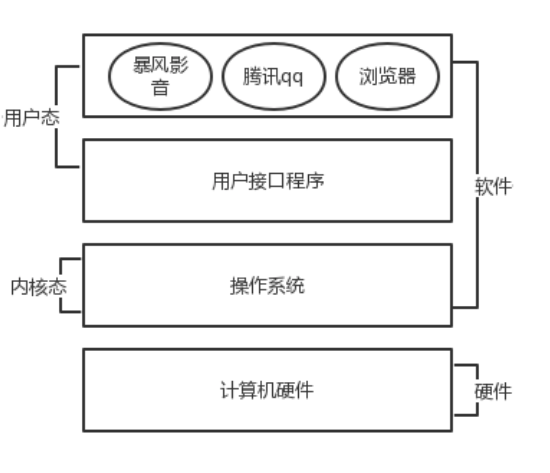 暴风影
音
腾讯qq
浏览器
用户态
用户接口程序
软件
内核态
操作系统
计算机硬件
硬件